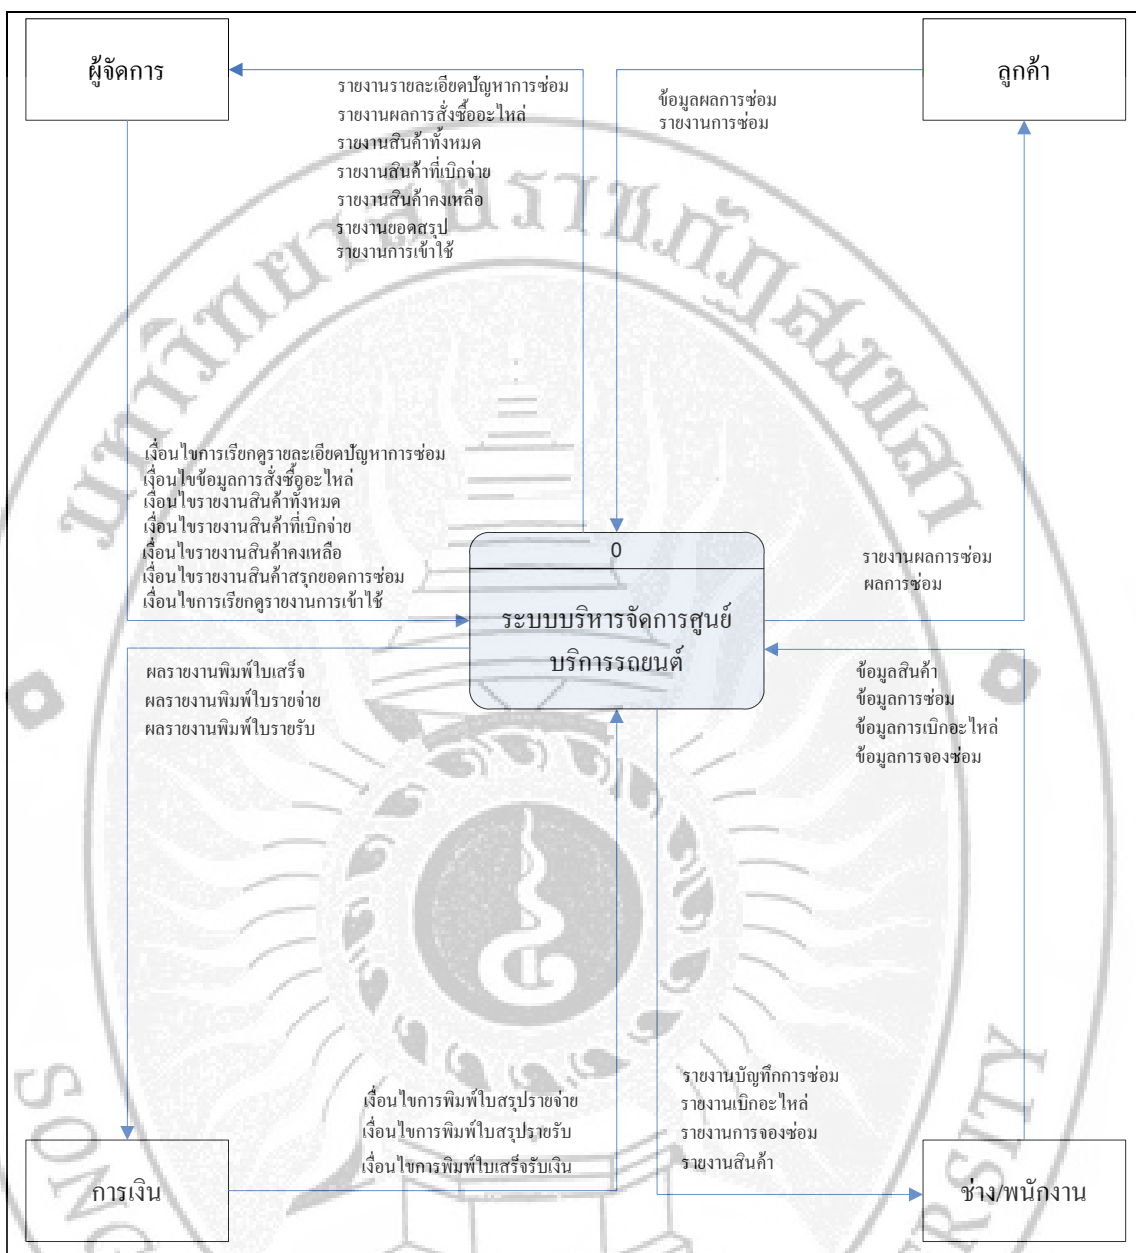 ผู้จัดการ
ลูกค้า
รายงานรายละเอียดปัญหาการซ่อม
รายงานผลการสั่งซื้ออะไหล่
รายงานสินค้าทั้งหมด
รายงานสินค้าที่เบิกจ่าย
รายงานสินค้าคงเหลือ
รายงานยอดสรุป
รายงานการเข้าใช้
ข้อมูลผลการซ่อม
รายงานการซ่อม
มหาวิทยาลัยราชภัฏสงขลา
เงื่อนไขการเรียกดูรายละเอียดปัญหาการซ่อม
เงื่อนไขข้อมูลการสั่งซื้ออะไหล่
เงื่อนไขรายงานสินค้าทั้งหมด
เงื่อนไขรายงานสินค้าที่เบิกจ่าย
เงื่อนไขรายงานสินค้าคงเหลือ
เงื่อนไขรายงานสินค้าสรุกยอดการซ่อม
เงื่อนไขการเรียกดูรายงานการเข้าใช้
0
ระบบบริหารจัดการศูนย์
บริการรถยนต์
รายงานผลการซ่อม
ผลการซ่อม
ผลรายงานพิมพ์ใบเสร็จ
ผลรายงานพิมพ์ใบรายจ่าย
ผลรายงานพิมพ์ใบรายรับ
ข้อมูลสินค้า
ข้อมูลการซ่อม
ข้อมูลการเบิกอะไหล่
ข้อมูลการจองซ่อม
เงื่อนไขการพิมพ์ใบสรุปรายจ่าย
เงื่อนไขการพิมพ์ใบสรุปรายรับ
เงื่อนไขการพิมพ์ใบเสร็จรับเงิน
รายงานบัญทึกการซ่อม
รายงานเบิกอะไหล่
รายงานการจองซ่อม
รายงานสินค้า
การเงิน
ช่าง/พนักงาน
SONG
ERSITY